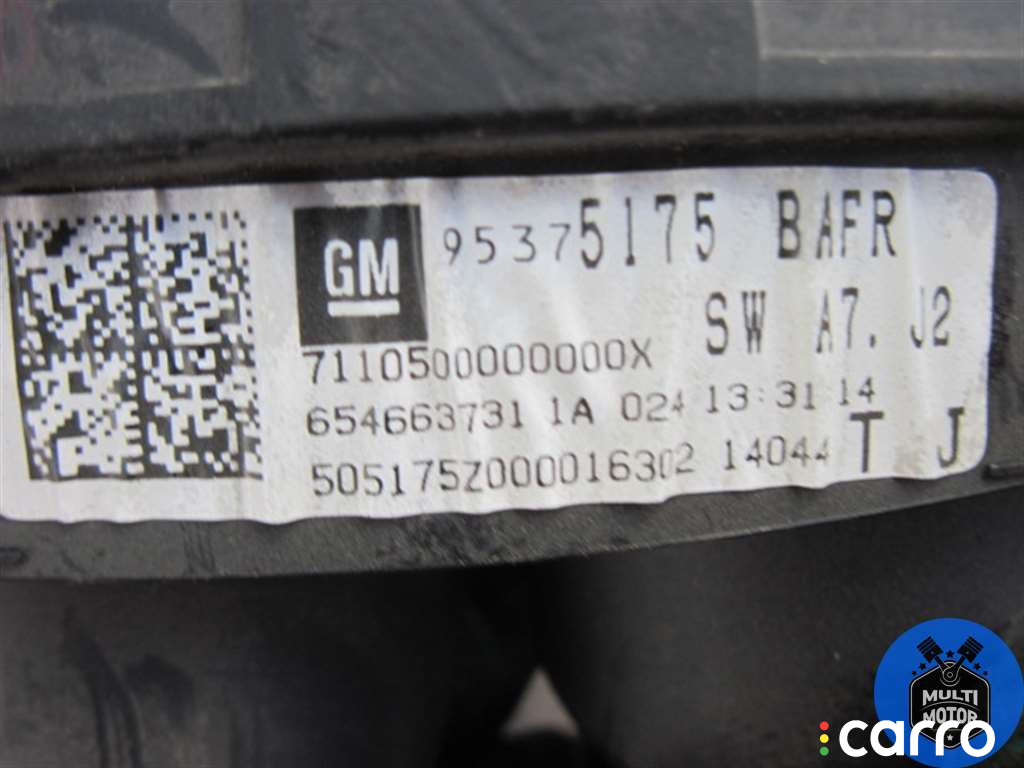 GM 95375175 BAFR
SW A7. J2
7110500000000X
654663731 1A 024 13:31 14
505175Z000016302 14044 T J
MULTI
MOTOR
carro